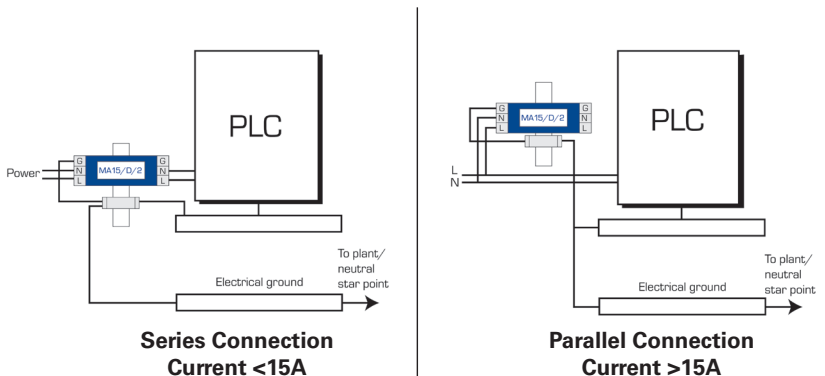 PLC
G
N
L
MA15/D/2
G
N
L
Power
To plant/
neutral
star point
Electrical ground
Series Connection
Current <15A
PLC
G
N
L
MA15/D/2
G
N
L
L
N
To plant/
neutral
star point
Electrical ground
Parallel Connection
Current >15A